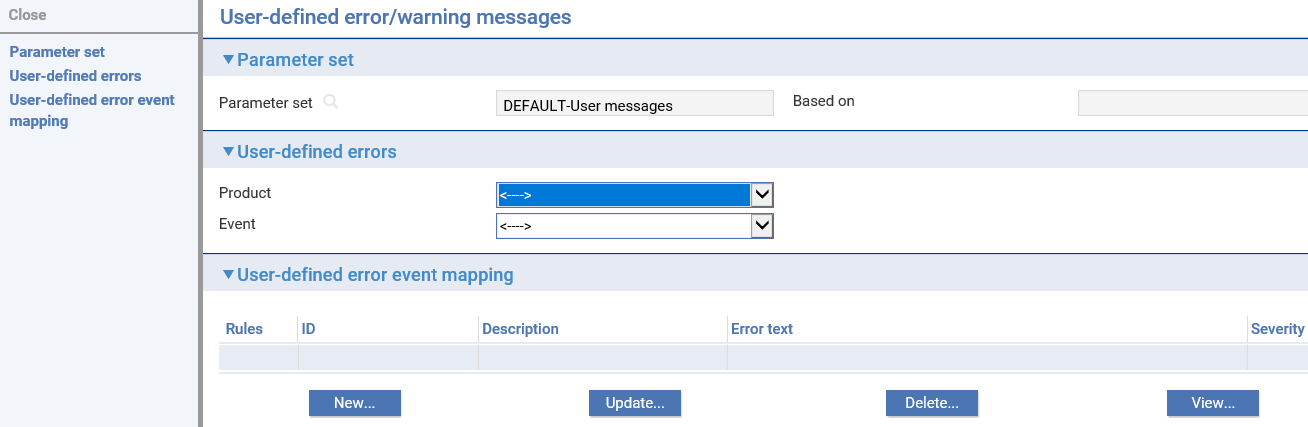 Close
Parameter set
User-defined errors
User-defined error event
mapping
User-defined error/warning messages
Parameter set
Parameter set DEFAULT-User messages Based on
User-defined errors
Product <---->
Event <---->
User-defined error event mapping
Rules ID Description Error text Severity
New... Update... Delete... View...